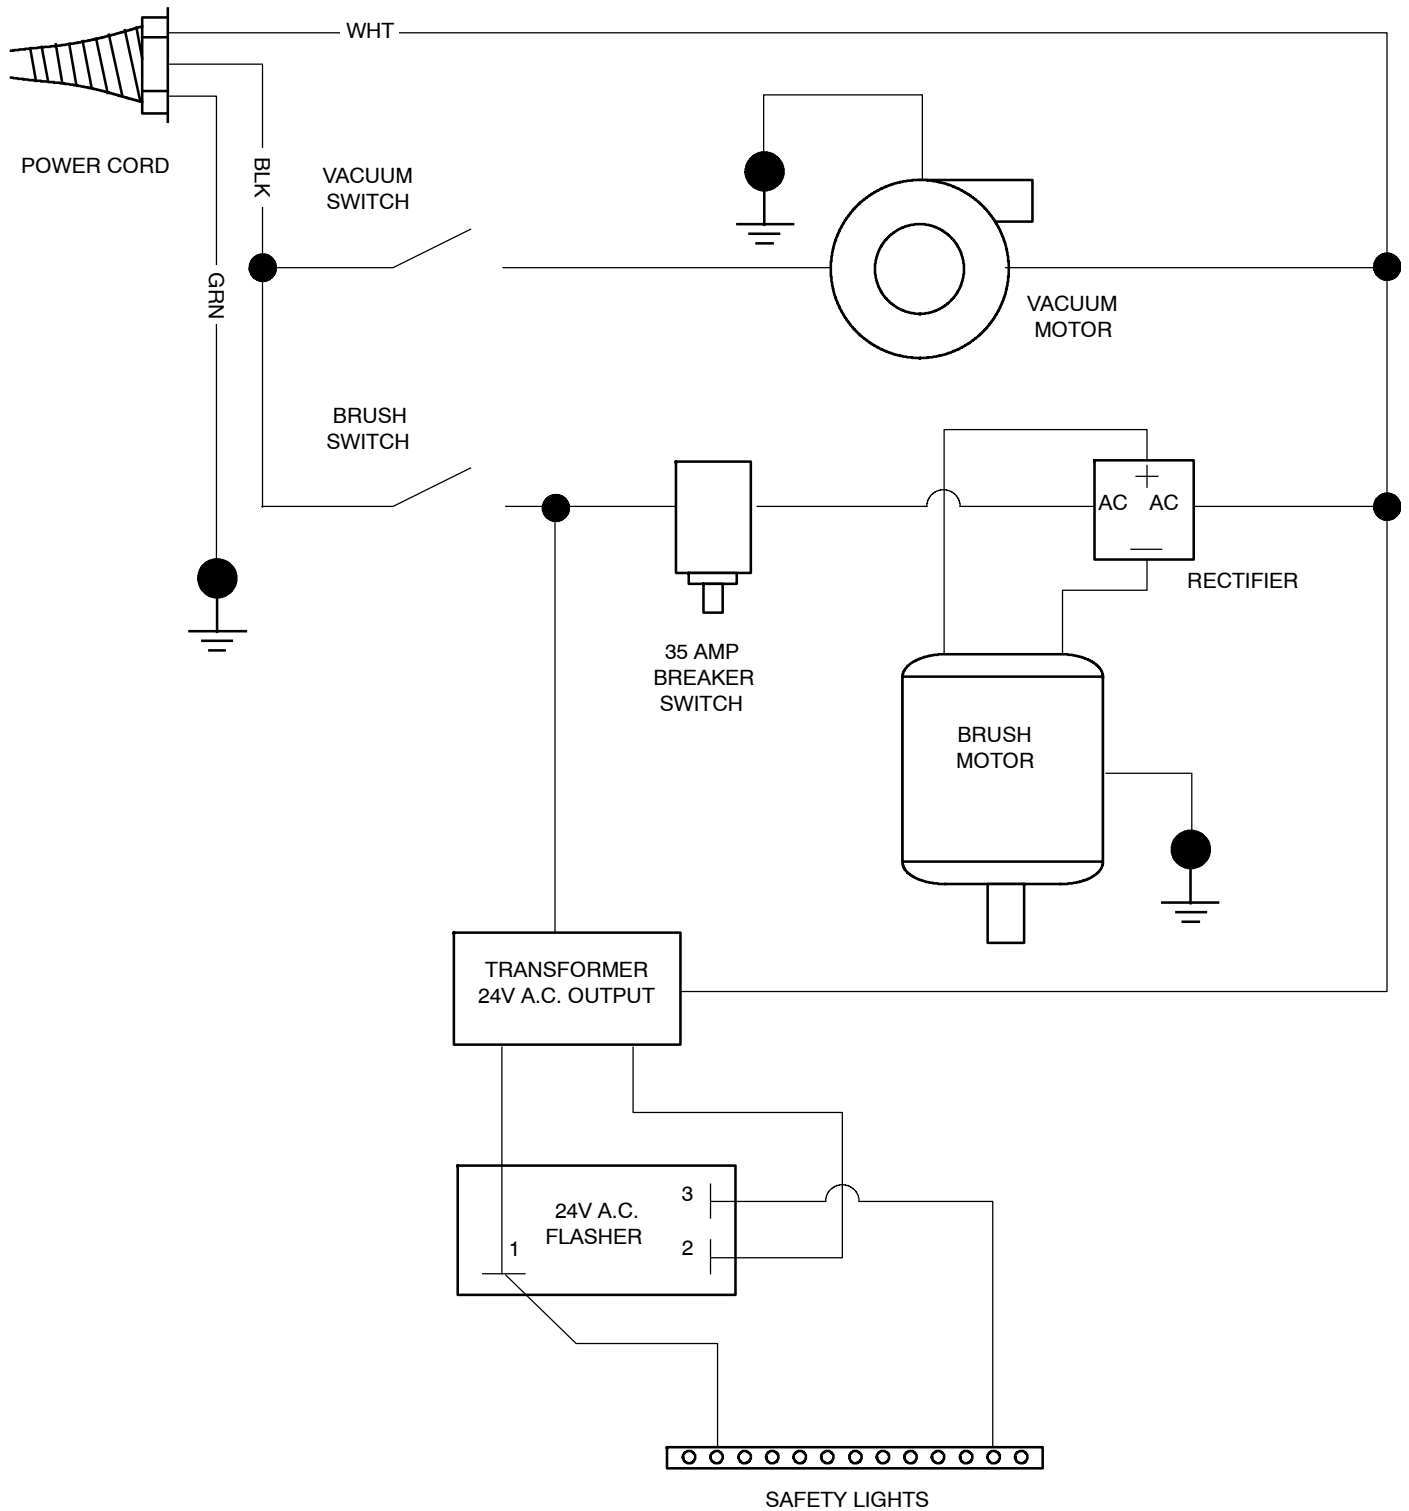 WHT
POWER CORD
BLK
VACUUM
SWITCH
GRN
VACUUM
MOTOR
BRUSH
SWITCH
AC AC
RECTIFIER
35 AMP
BREAKER
SWITCH
BRUSH
MOTOR
TRANSFORMER
24V A.C. OUTPUT
3
24V A.C.
FLASHER
1
2
SAFETY LIGHTS